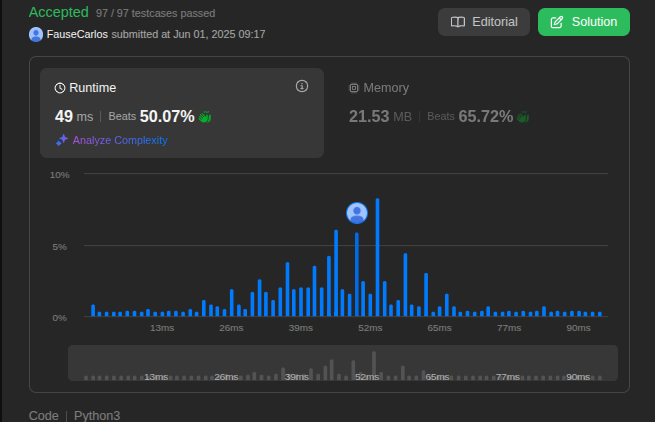 Accepted 97 / 97 testcases passed
FauseCarlos submitted at Jun 01, 2025 09:17
Editorial
Solution
Runtime
49 ms | Beats 50.07%
Analyze Complexity
Memory
21.53 MB | Beats 65.72%
10%
5%
0%
13ms 26ms 39ms 52ms 65ms 77ms 90ms
13ms 26ms 39ms 52ms 65ms 77ms 90ms
Code | Python3